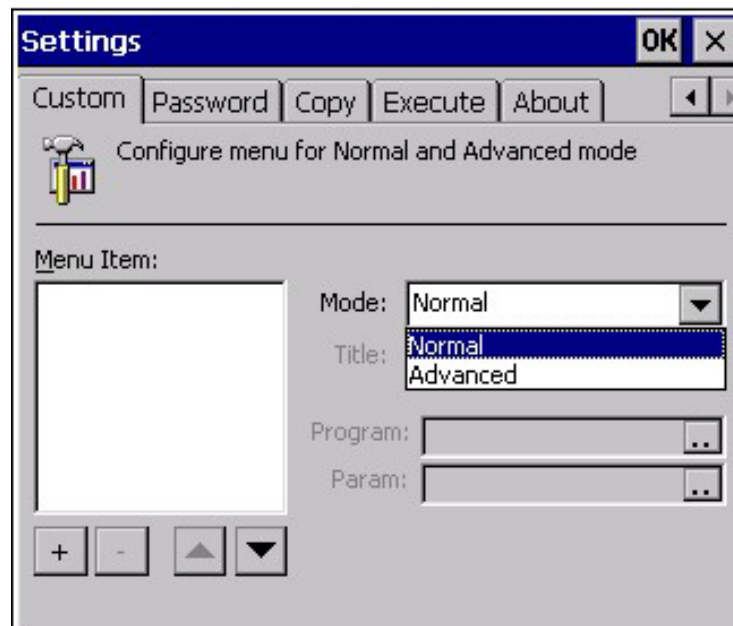 Settings OK ×
Custom Password Copy Execute About
Configure menu for Normal and Advanced mode
Menu Item:
Mode: Normal
Title: Normal
Advanced
Program: ..
Param: ..
+ -